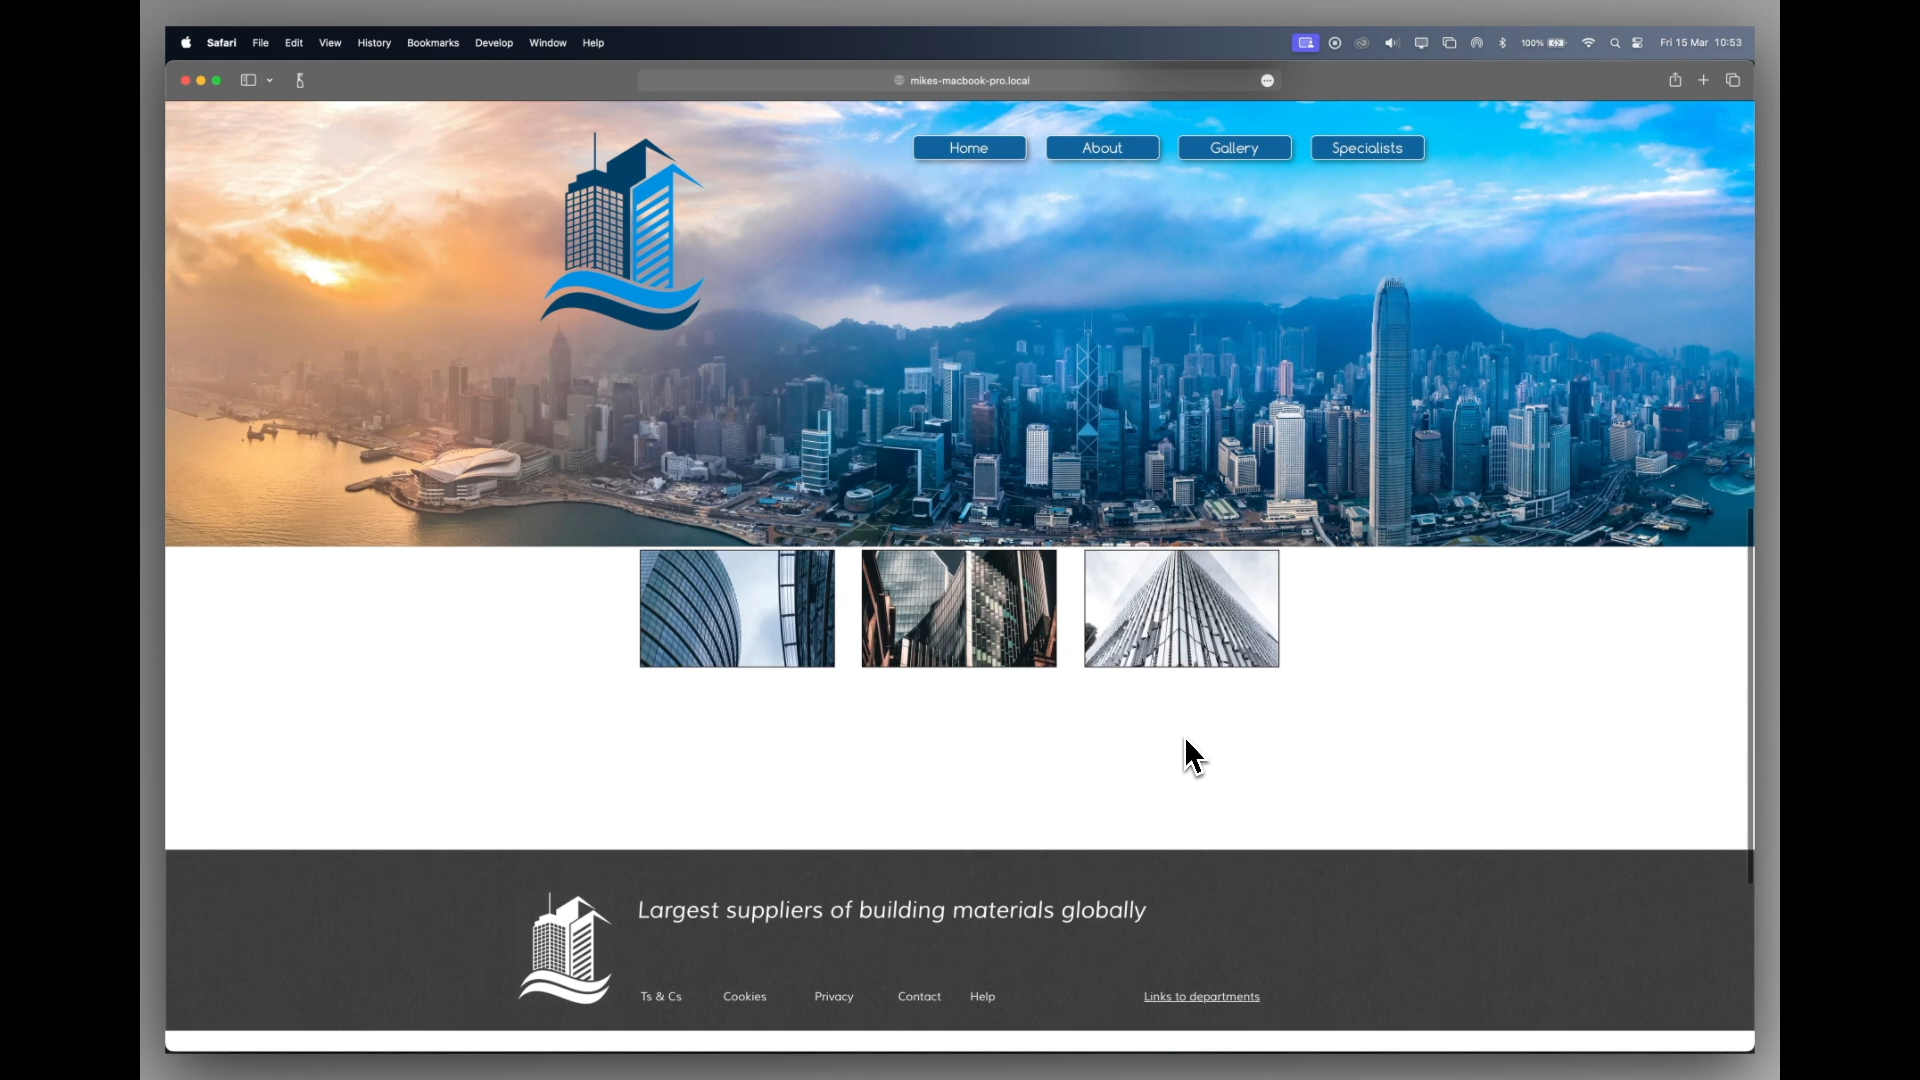 Safari File Edit View History Bookmarks Develop Window Help 100% Fri 15 Mar 10:53
mikes-macbook-pro.local
Home About Gallery Specialists
Largest suppliers of building materials globally
Ts & Cs Cookies Privacy Contact Help Links to departments